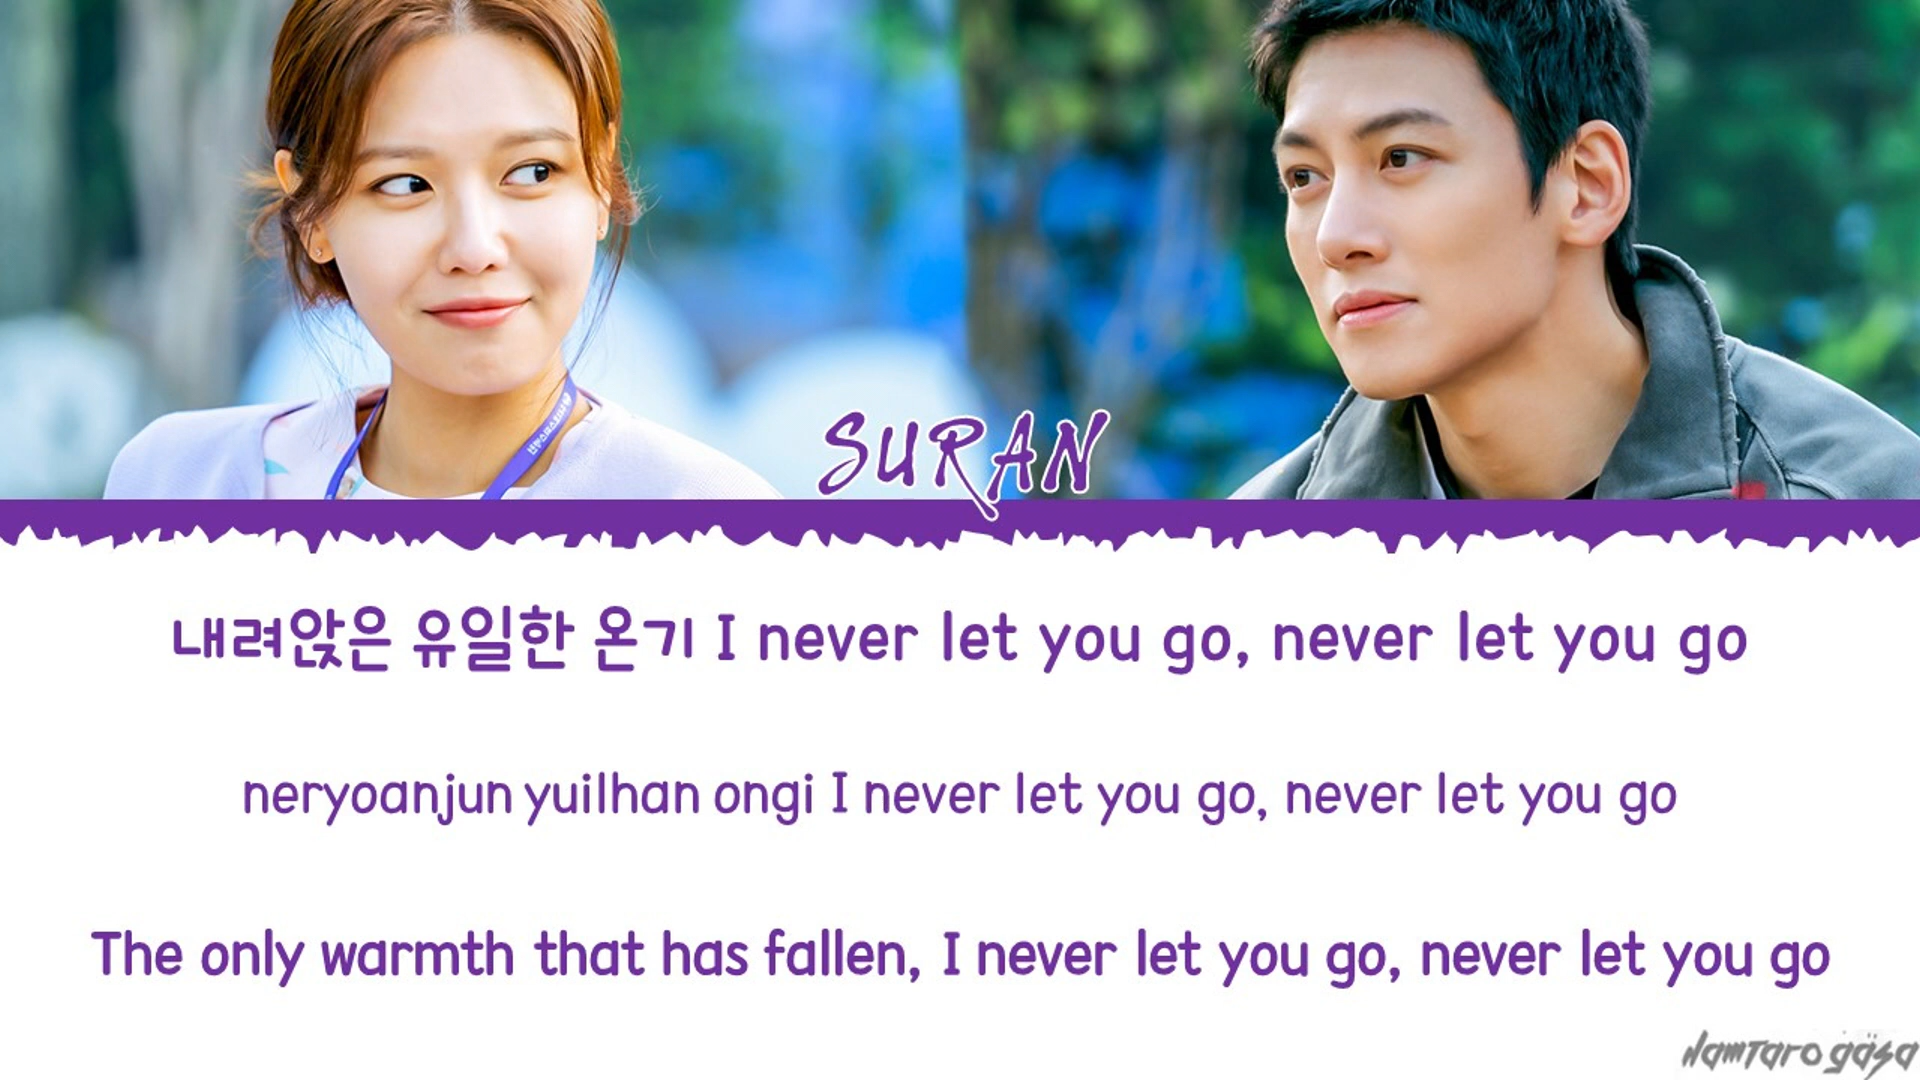 SURAN
내려앉은 유일한 온기 I never let you go, never let you go
neryoanjun yuilhan ongi I never let you go, never let you go
The only warmth that has fallen, I never let you go, never let you go
Hamtaro gäsa